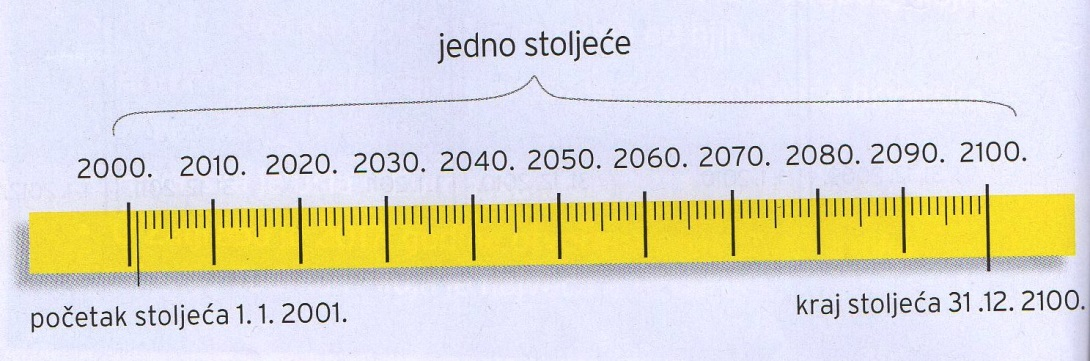 jedno stoljeće
2000. 2010. 2020. 2030. 2040. 2050. 2060. 2070. 2080. 2090. 2100.
početak stoljeća 1. 1. 2001.
kraj stoljeća 31 .12. 2100.